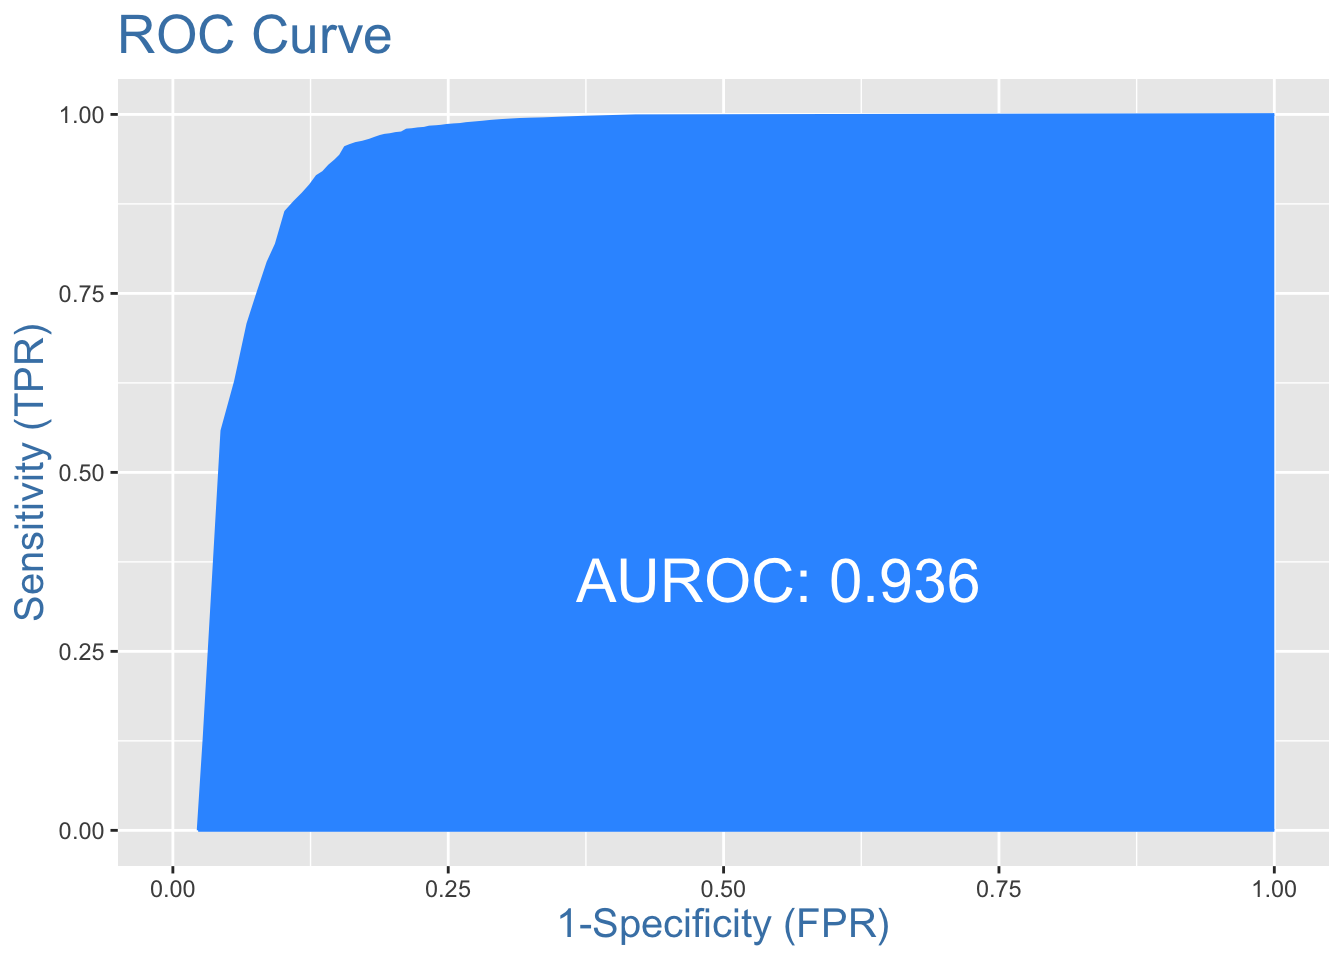 ROC Curve
1.00
0.75
0.50
0.25
0.00
Sensitivity (TPR)
AUROC: 0.936
0.00 0.25 0.50 0.75 1.00
1-Specificity (FPR)